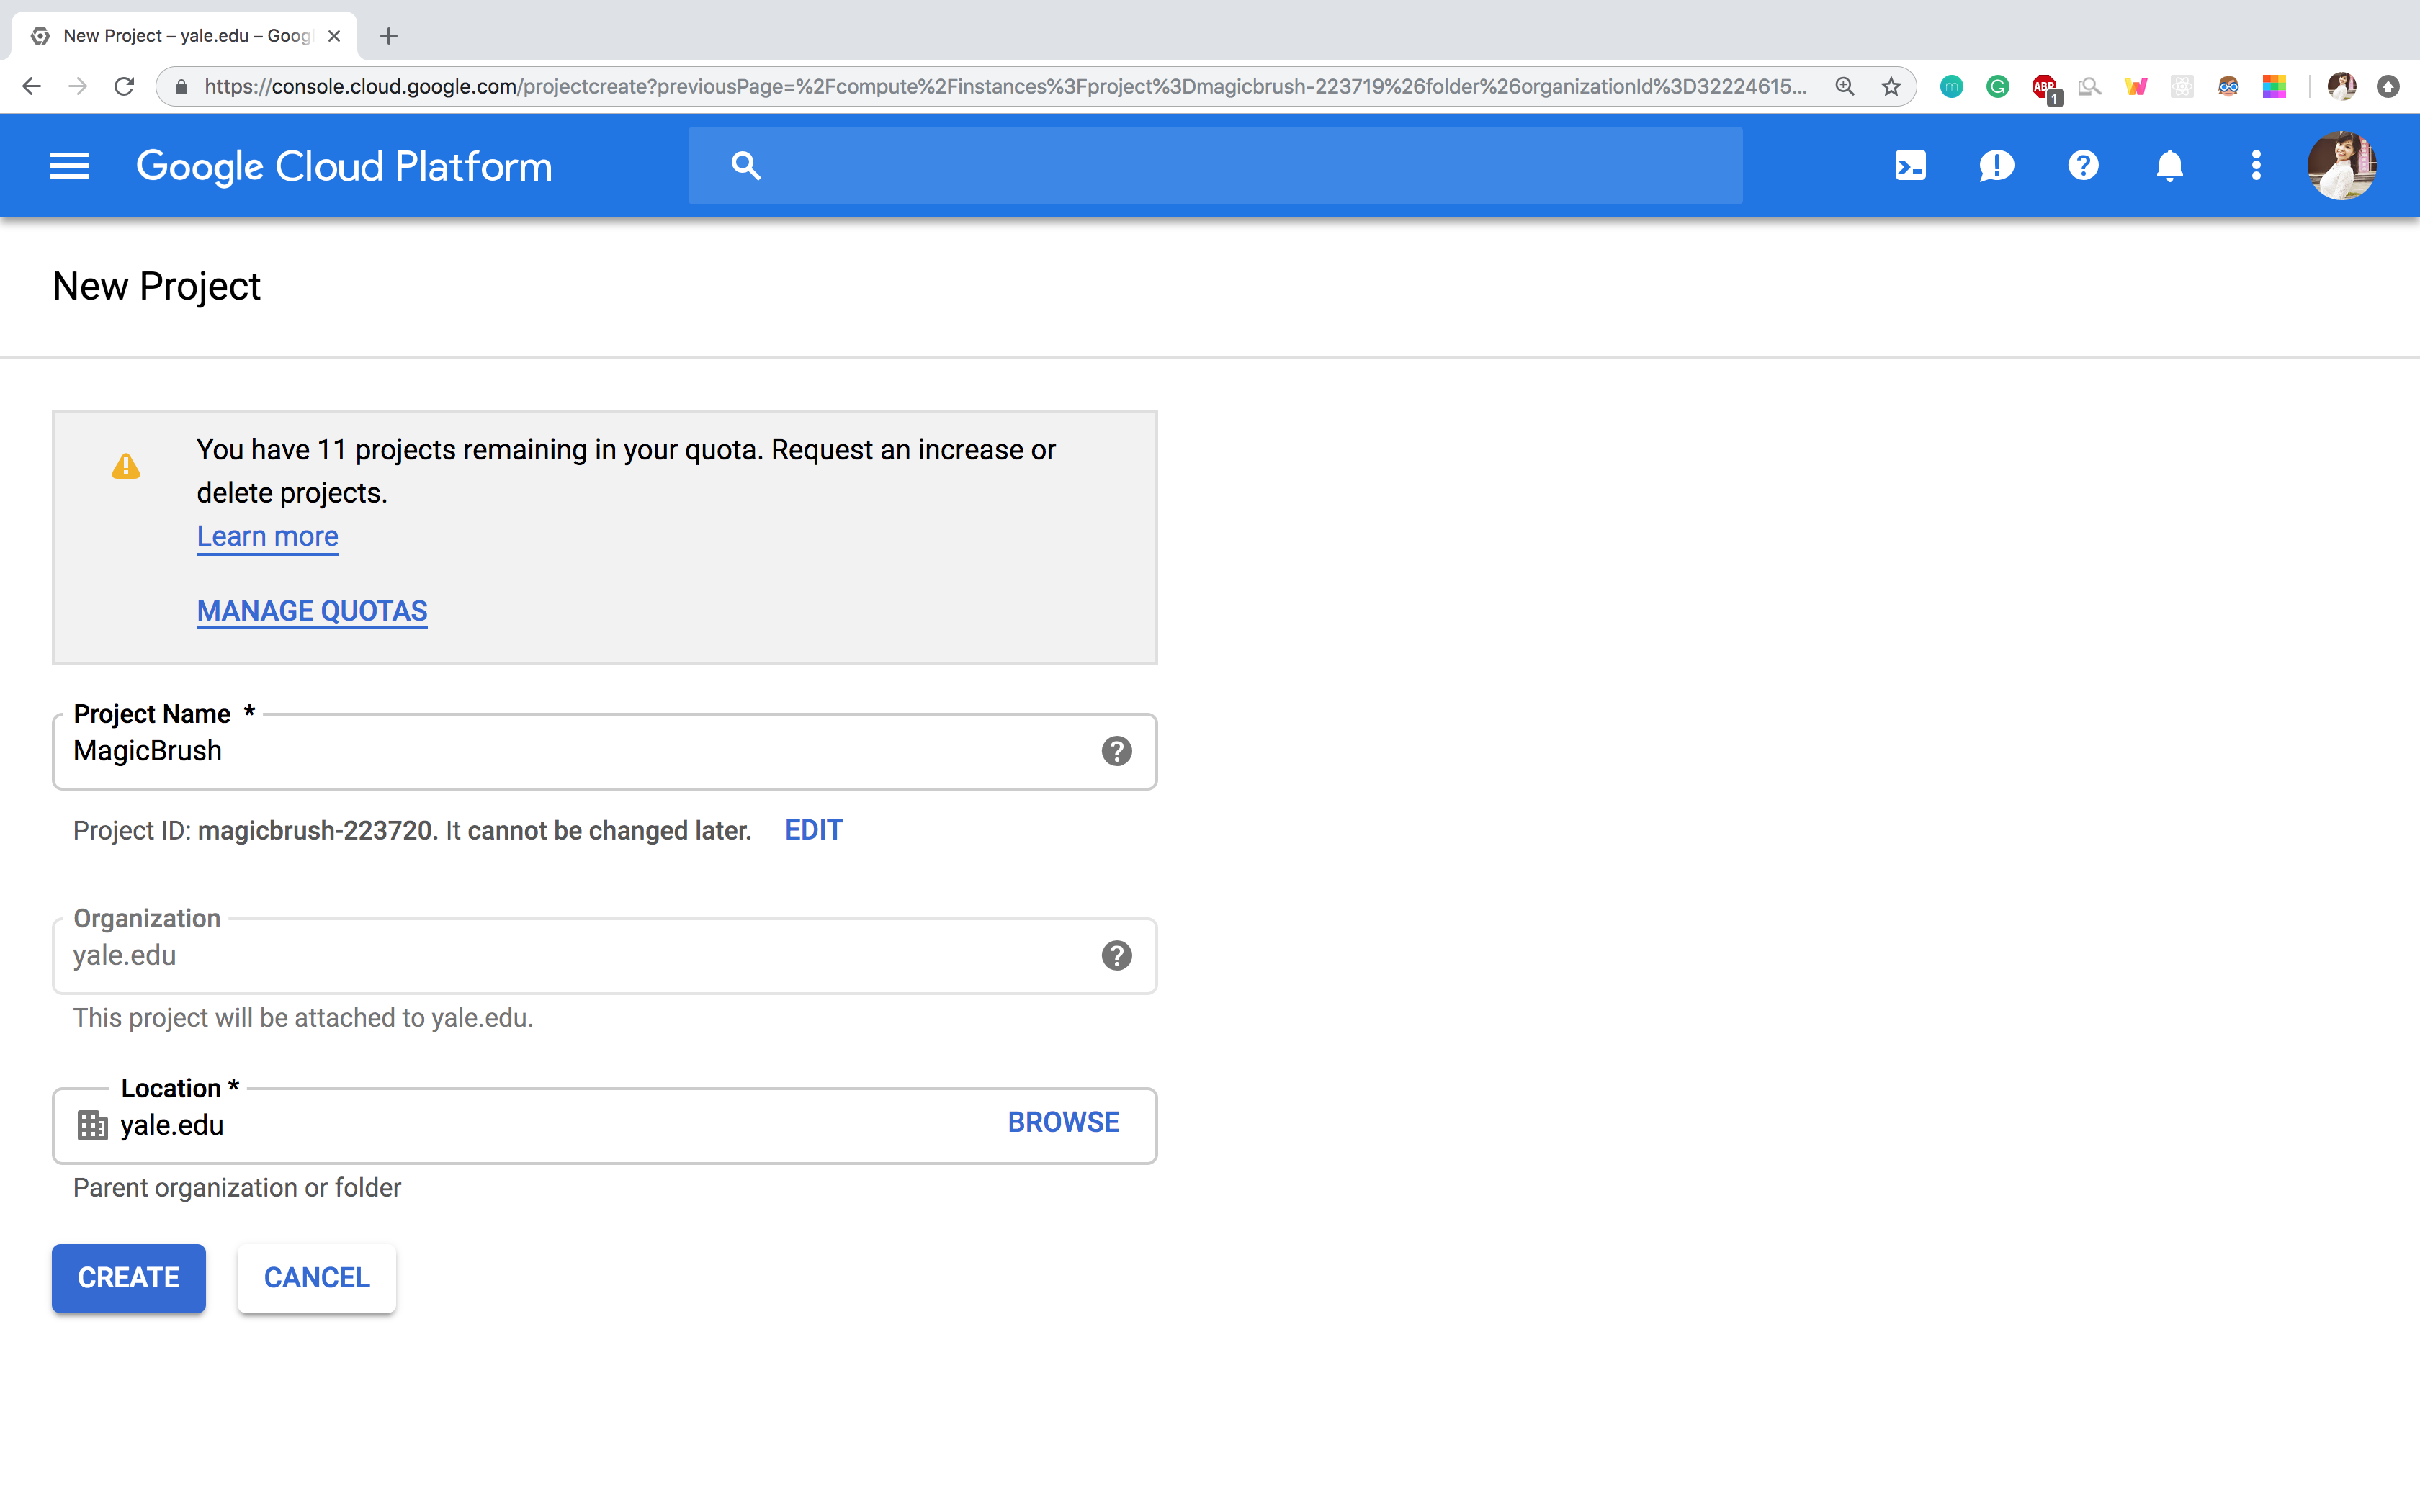 New Project – yale.edu – Goog
https://console.cloud.google.com/projectcreate?previousPage=%2Fcompute%2Finstances%3Fproject%3Dmagicbrush-223719%26folder%26organizationId%3D32224615...
ABP
1
Google Cloud Platform
New Project
You have 11 projects remaining in your quota. Request an increase or
delete projects.
Learn more
MANAGE QUOTAS
Project Name *
MagicBrush
Project ID: magicbrush-223720. It cannot be changed later. EDIT
Organization
yale.edu
This project will be attached to yale.edu.
Location *
yale.edu BROWSE
Parent organization or folder
CREATE CANCEL